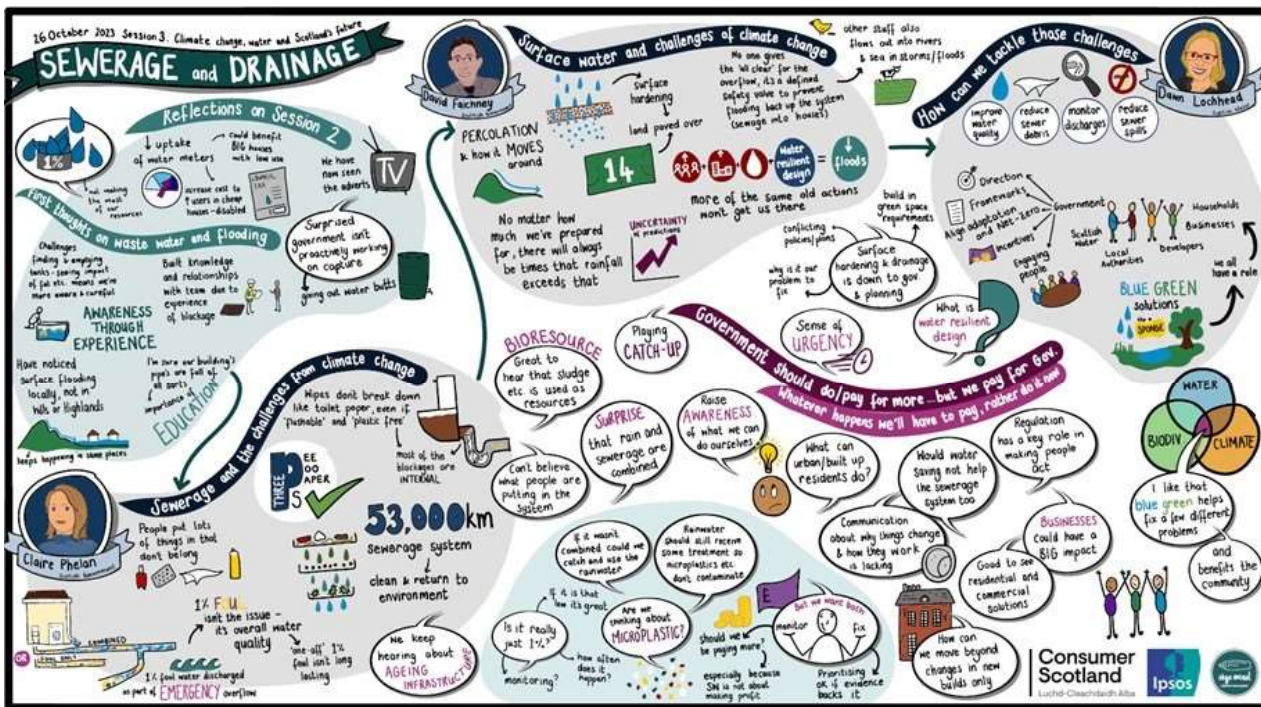 26 October 2023 Session 3. Climate change, water and Scotland's future
SEWERAGE and DRAINAGE
Reflections on Session 2
1%
uptake
of water meters
could benefit
BIG houses
with low use
not making
the most
of our
resources
increase cost to
users in cheap
houses - disabled
COUNCIL
TAX
We have
now seen
the adverts
TV
First thoughts on waste water and flooding
Surprised
government isn't
proactively working
on capture
giving out water butts
Challenges
finding & emptying
tanks - seeing impact
of fat etc. means we're
more aware & careful
Built knowledge
and relationships
with team due to
experience
of blockage
AWARENESS
THROUGH
EXPERIENCE
Have noticed
surface flooding
locally, not in
hills or Highlands
keeps happening in same places
I'm sure our building's
pipes are full of
all sorts
importance of
EDUCATION
Claire Phelan
Scottish Government
Sewerage and the challenges from climate change
Wipes don't break down
like toilet paper, even if
'flushable' and 'plastic free'
most of the
blockages are
INTERNAL
THREE
P
EE
OO
APER
S
People put lots
of things in that
don't belong
53,000km
sewerage system
clean & return to
environment
1% FOUL
isn't the issue -
its overall water
quality
'one-off' 1%
foul isn't long
lasting
COMBINED
OR
FOUL ONLY
1% foul water discharged
as part of EMERGENCY overflow
David Faichney
Surface water and challenges of climate change
surface
hardening
land paved over
PERCOLATION
& how it MOVES
around
14
No one gives
the 'all clear' for the
overflow, it's a defined
safety valve to prevent
flooding back up the system
(sewage into houses)
other stuff also
flows out into rivers
& sea in storms/floods
Water
resilient
design
=
floods
more of the same old actions
won't get us there
No matter how
much we've prepared
for, there will always
be times that rainfall
exceeds that
UNCERTAINTY
of predictions
build in
green space
requirements
conflicting
policies/plans
Surface
hardening & drainage
is down to gov.
& planning
why is it our
problem to
fix
Dawn Lochhead
How can we tackle those challenges
improve
water
quality
reduce
sewer
debris
monitor
discharges
reduce
sewer
spills
Direction
Frameworks
Align adaptation
and Net-Zero
Incentives
Engaging
people
Government
Scottish
Water
Local
Authorities
Developers
Businesses
Households
we all
have a role
BLUE GREEN
solutions
like a
SPONGE
What is
water resilient
design
Sense of
URGENCY
Playing
CATCH-UP
Government should do/pay for more... but we pay for Gov.
Whatever happens we'll have to pay, rather do it now
BIORESOURCE
Great to
hear that sludge
etc. is used as
resources
SURPRISE
that rain and
sewerage are
combined
Can't believe
what people are
putting in the
system
Raise
AWARENESS
of what we can
do ourselves
What can
urban/built up
residents do?
Would water
saving not help
the sewerage
system too
Regulation
has a key role in
making people
act
Communication
about why things change
& how they work
is lacking
BUSINESSES
could have a
BIG impact
Good to see
residential and
commercial
solutions
How can
we move beyond
changes in new
builds only
WATER
BIODIV
CLIMATE
I like that
blue green helps
fix a few different
problems
and
benefits the
community
We keep
hearing about
AGEING
INFRASTRUCTURE
If it wasn't
combined could we
catch and use the
rainwater
Rainwater
should still receive
some treatment so
microplastics etc.
don't contaminate
Are we
thinking about
MICROPLASTIC?
If it is that
low its great
Is it really
just 1%?
how often
does it
happen?
monitoring?
£
should we
be paying more?
especially because
SW is not about
making profit
But we want both
monitor
fix
Prioritising
ok if evidence
backs it
Consumer
Scotland
Luchd-Cleachdaidh Alba
Ipsos